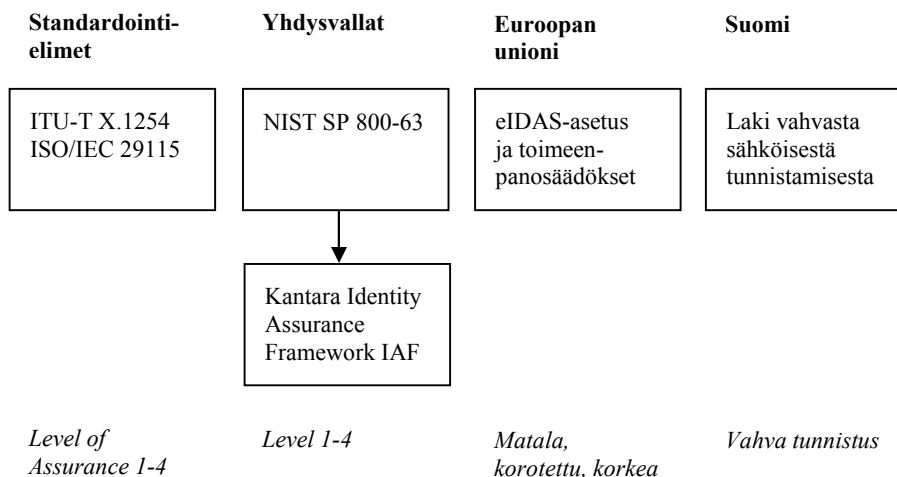 Standardointi-
elimet
Yhdysvallat
Euroopan
unioni
Suomi
ITU-T X.1254
ISO/IEC 29115
NIST SP 800-63
eIDAS-asetus
ja toimeen-
panosäädökset
Laki vahvasta
sähköisestä
tunnistamisesta
Kantara Identity
Assurance
Framework IAF
Level of
Assurance 1-4
Level 1-4
Matala,
korotettu, korkea
Vahva tunnistus